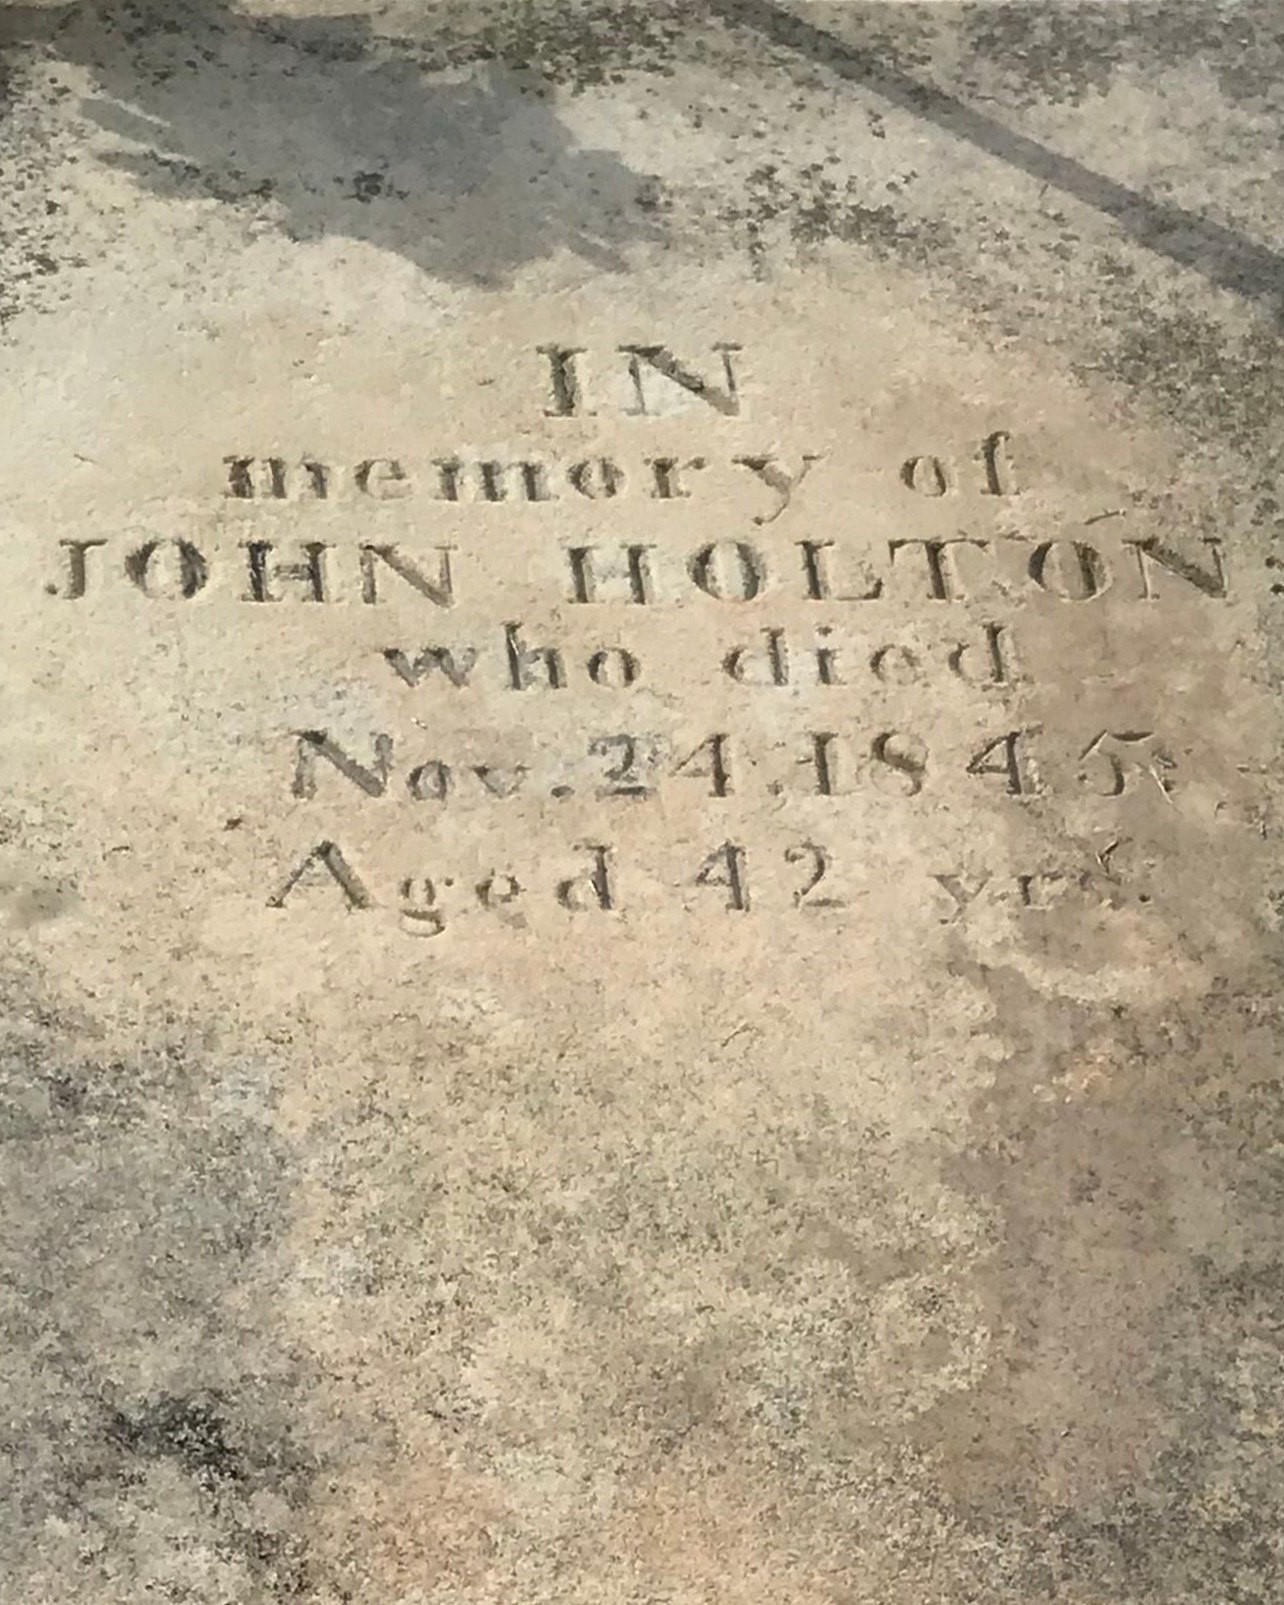 IN
memory of
JOHN HOLTON
who died
Nov. 24, 1845,
Aged 42 yrs.